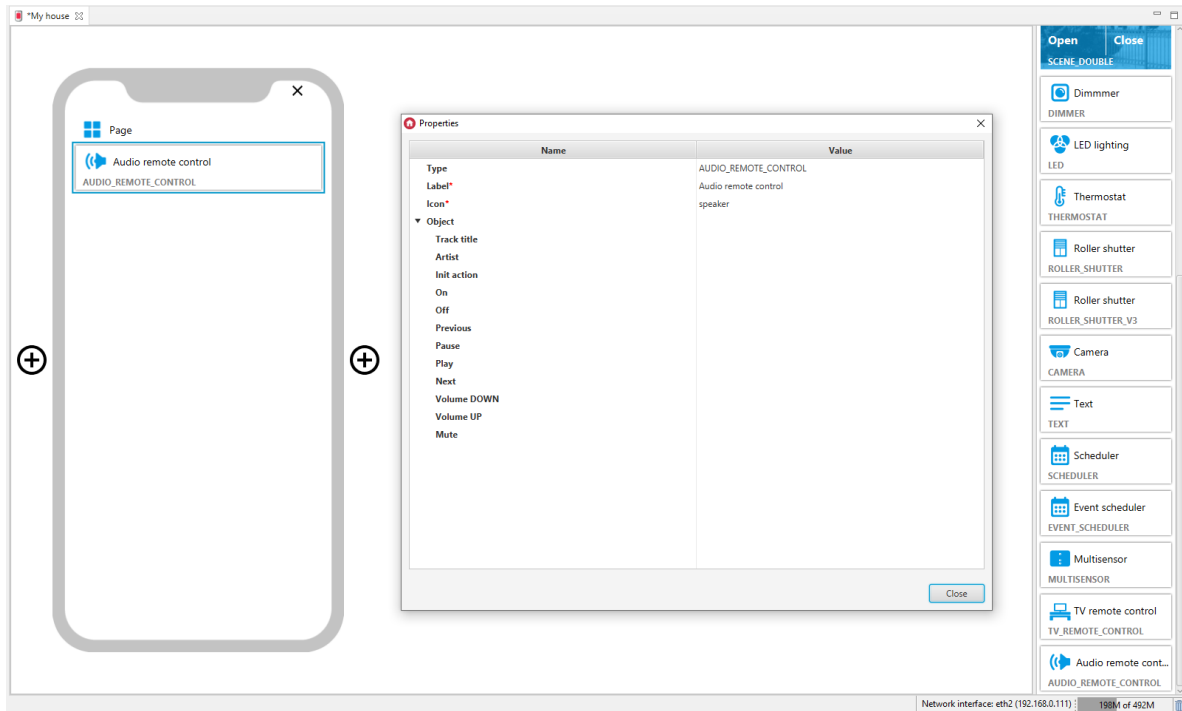 *My house
Page
Audio remote control
AUDIO_REMOTE_CONTROL
Properties
Name Value
Type AUDIO_REMOTE_CONTROL
Label* Audio remote control
Icon* speaker
Object
Track title
Artist
Init action
On
Off
Previous
Pause
Play
Next
Volume DOWN
Volume UP
Mute
Close
Open Close
SCENE_DOUBLE
Dimmmer
DIMMER
LED lighting
LED
Thermostat
THERMOSTAT
Roller shutter
ROLLER_SHUTTER
Roller shutter
ROLLER_SHUTTER_V3
Camera
CAMERA
Text
TEXT
Scheduler
SCHEDULER
Event scheduler
EVENT_SCHEDULER
Multisensor
MULTISENSOR
TV remote control
TV_REMOTE_CONTROL
Audio remote cont...
AUDIO_REMOTE_CONTROL
Network interface: eth2 (192.168.0.111) 198M of 492M